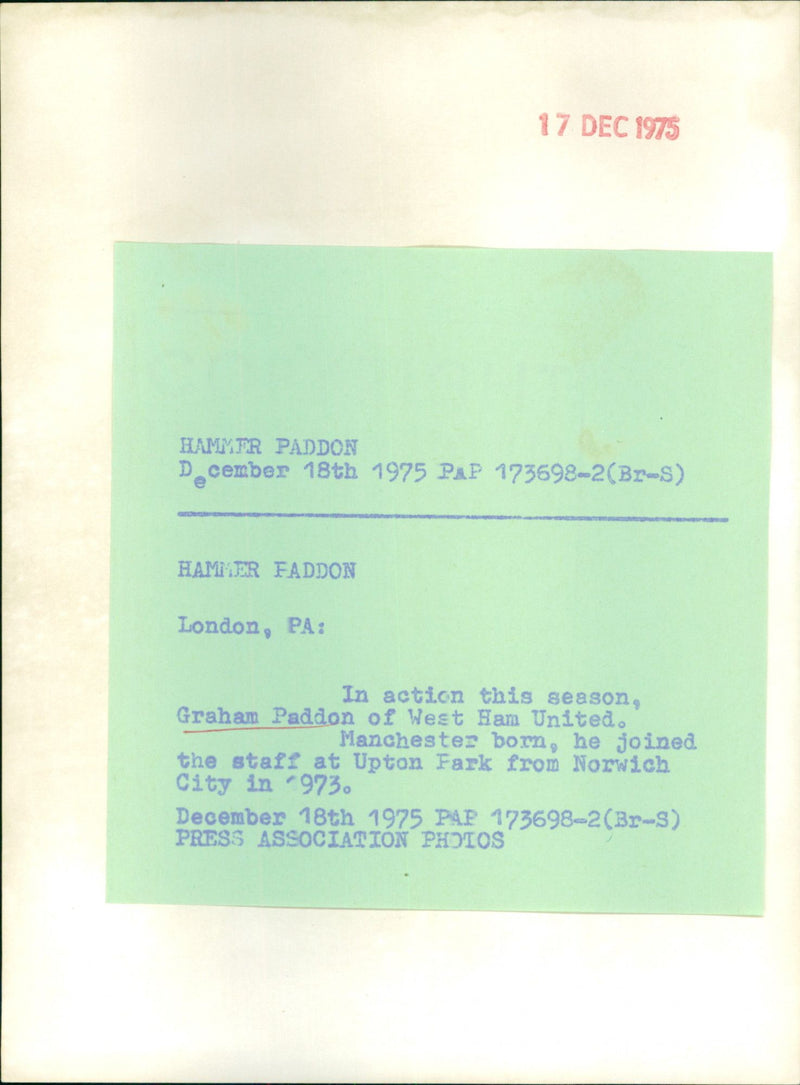 17 DEC 1975
HAMMER PADDON
December 18th 1975 PAP 173698-2(Br-S)
HAMMER PADDON
London, PA:
In action this season,
Graham Paddon of West Ham United.
Manchester born, he joined
the staff at Upton Park from Norwich
City in 1973.
December 18th 1975 PAP 173698-2(Br-S)
PRESS ASSOCIATION PHOTOS